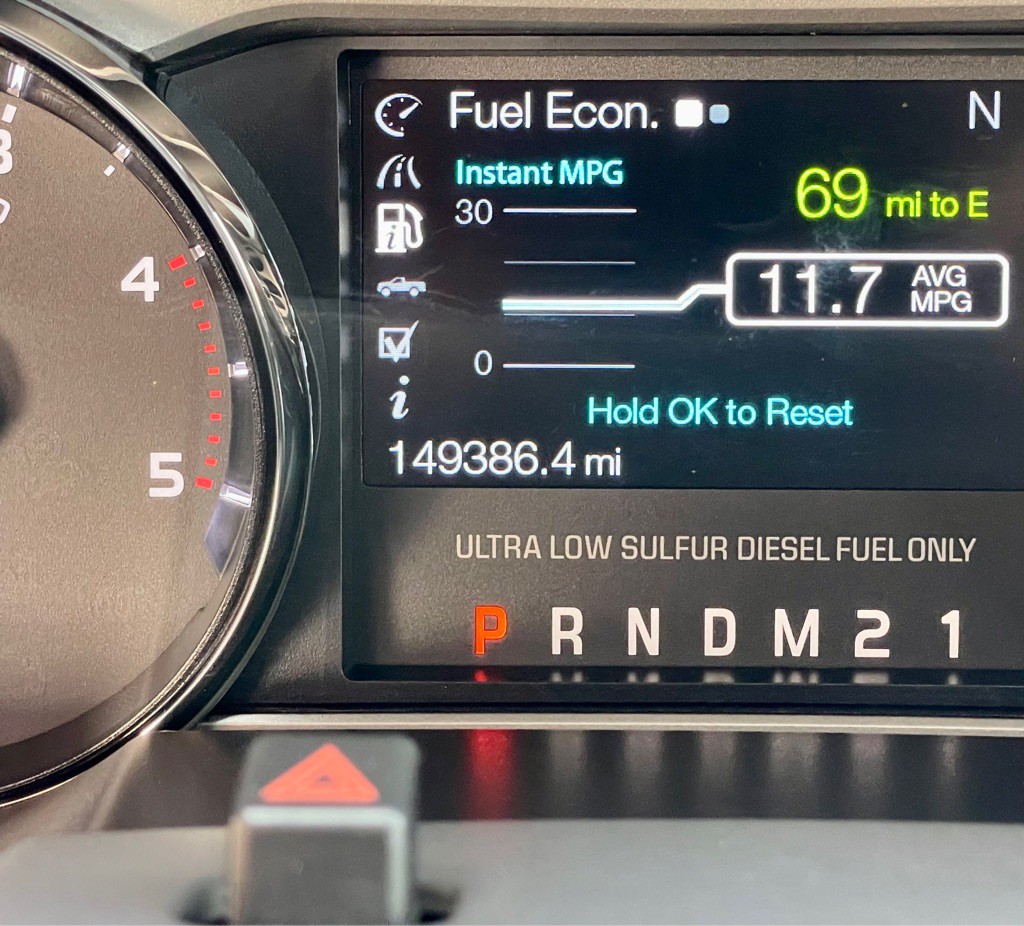 3
4
5
Fuel Econ.
N
Instant MPG
30
69 mi to E
11.7 AVG MPG
0
Hold OK to Reset
149386.4 mi
ULTRA LOW SULFUR DIESEL FUEL ONLY
P R N D M 2 1